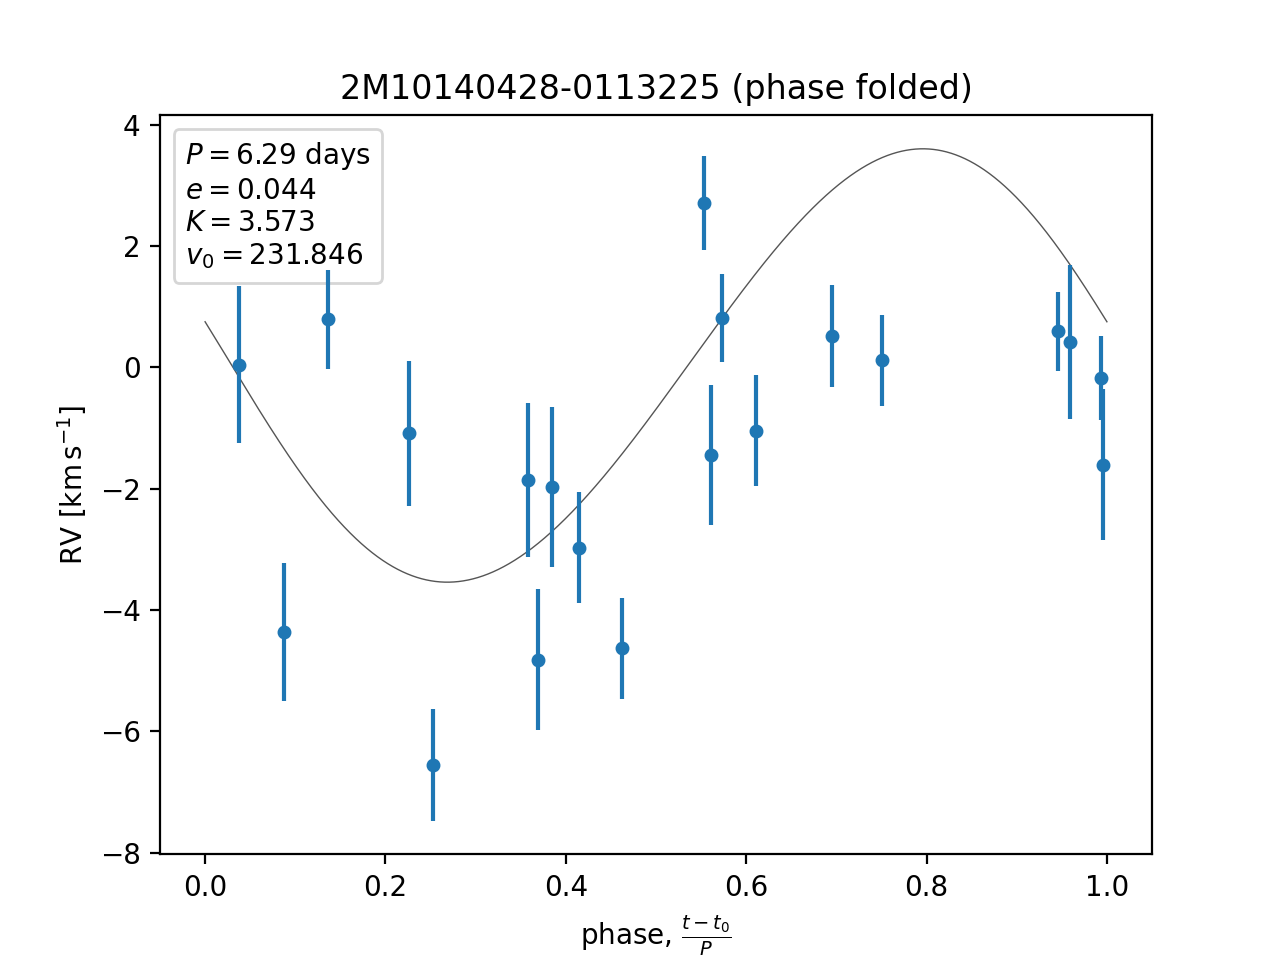 2M10140428-0113225 (phase folded)
P = 6.29 days
e = 0.044
K = 3.573
v₀ = 231.846
4
2
0
−2
−4
−6
−8
RV [km s⁻¹]
0.0 0.2 0.4 0.6 0.8 1.0
phase, (t − t₀)/P